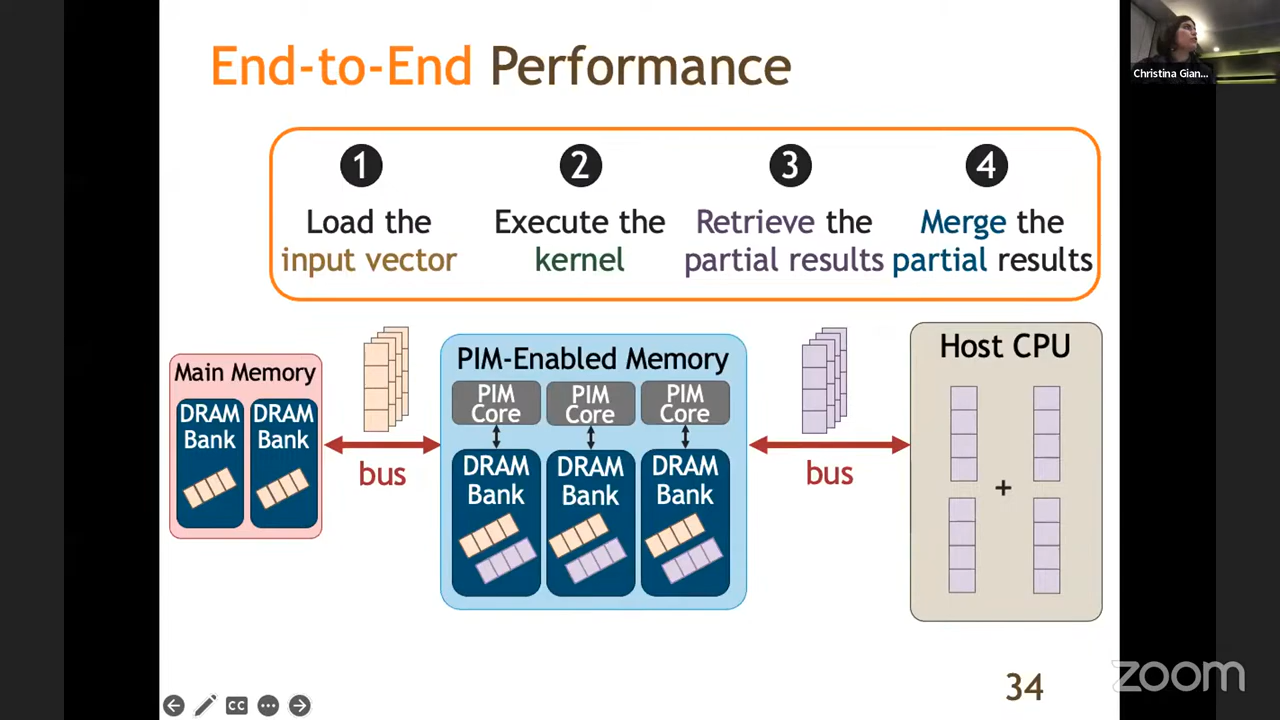 End-to-End Performance
Christina Gian...
1
2
3
4
Load the
input vector
Execute the
kernel
Retrieve the
partial results
Merge the
partial results
Main Memory
DRAM
Bank
DRAM
Bank
bus
PIM-Enabled Memory
PIM
Core
PIM
Core
PIM
Core
DRAM
Bank
DRAM
Bank
DRAM
Bank
bus
Host CPU
+
34
CC
zoom